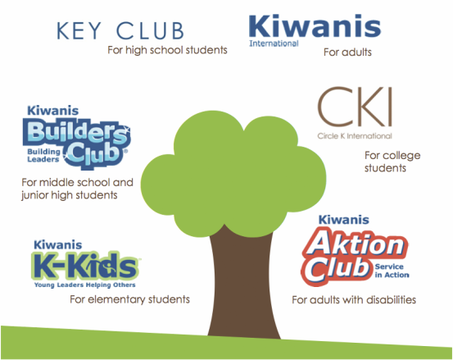 KEY CLUB
For high school students
Kiwanis
International
For adults
Kiwanis
Builders
Club®
Building
Leaders
For middle school and
junior high students
CKI
Circle K International
For college
students
Kiwanis
K-Kids®
Young Leaders Helping Others
For elementary students
Kiwanis
Aktion
Club
Service
in Action
For adults with disabilities